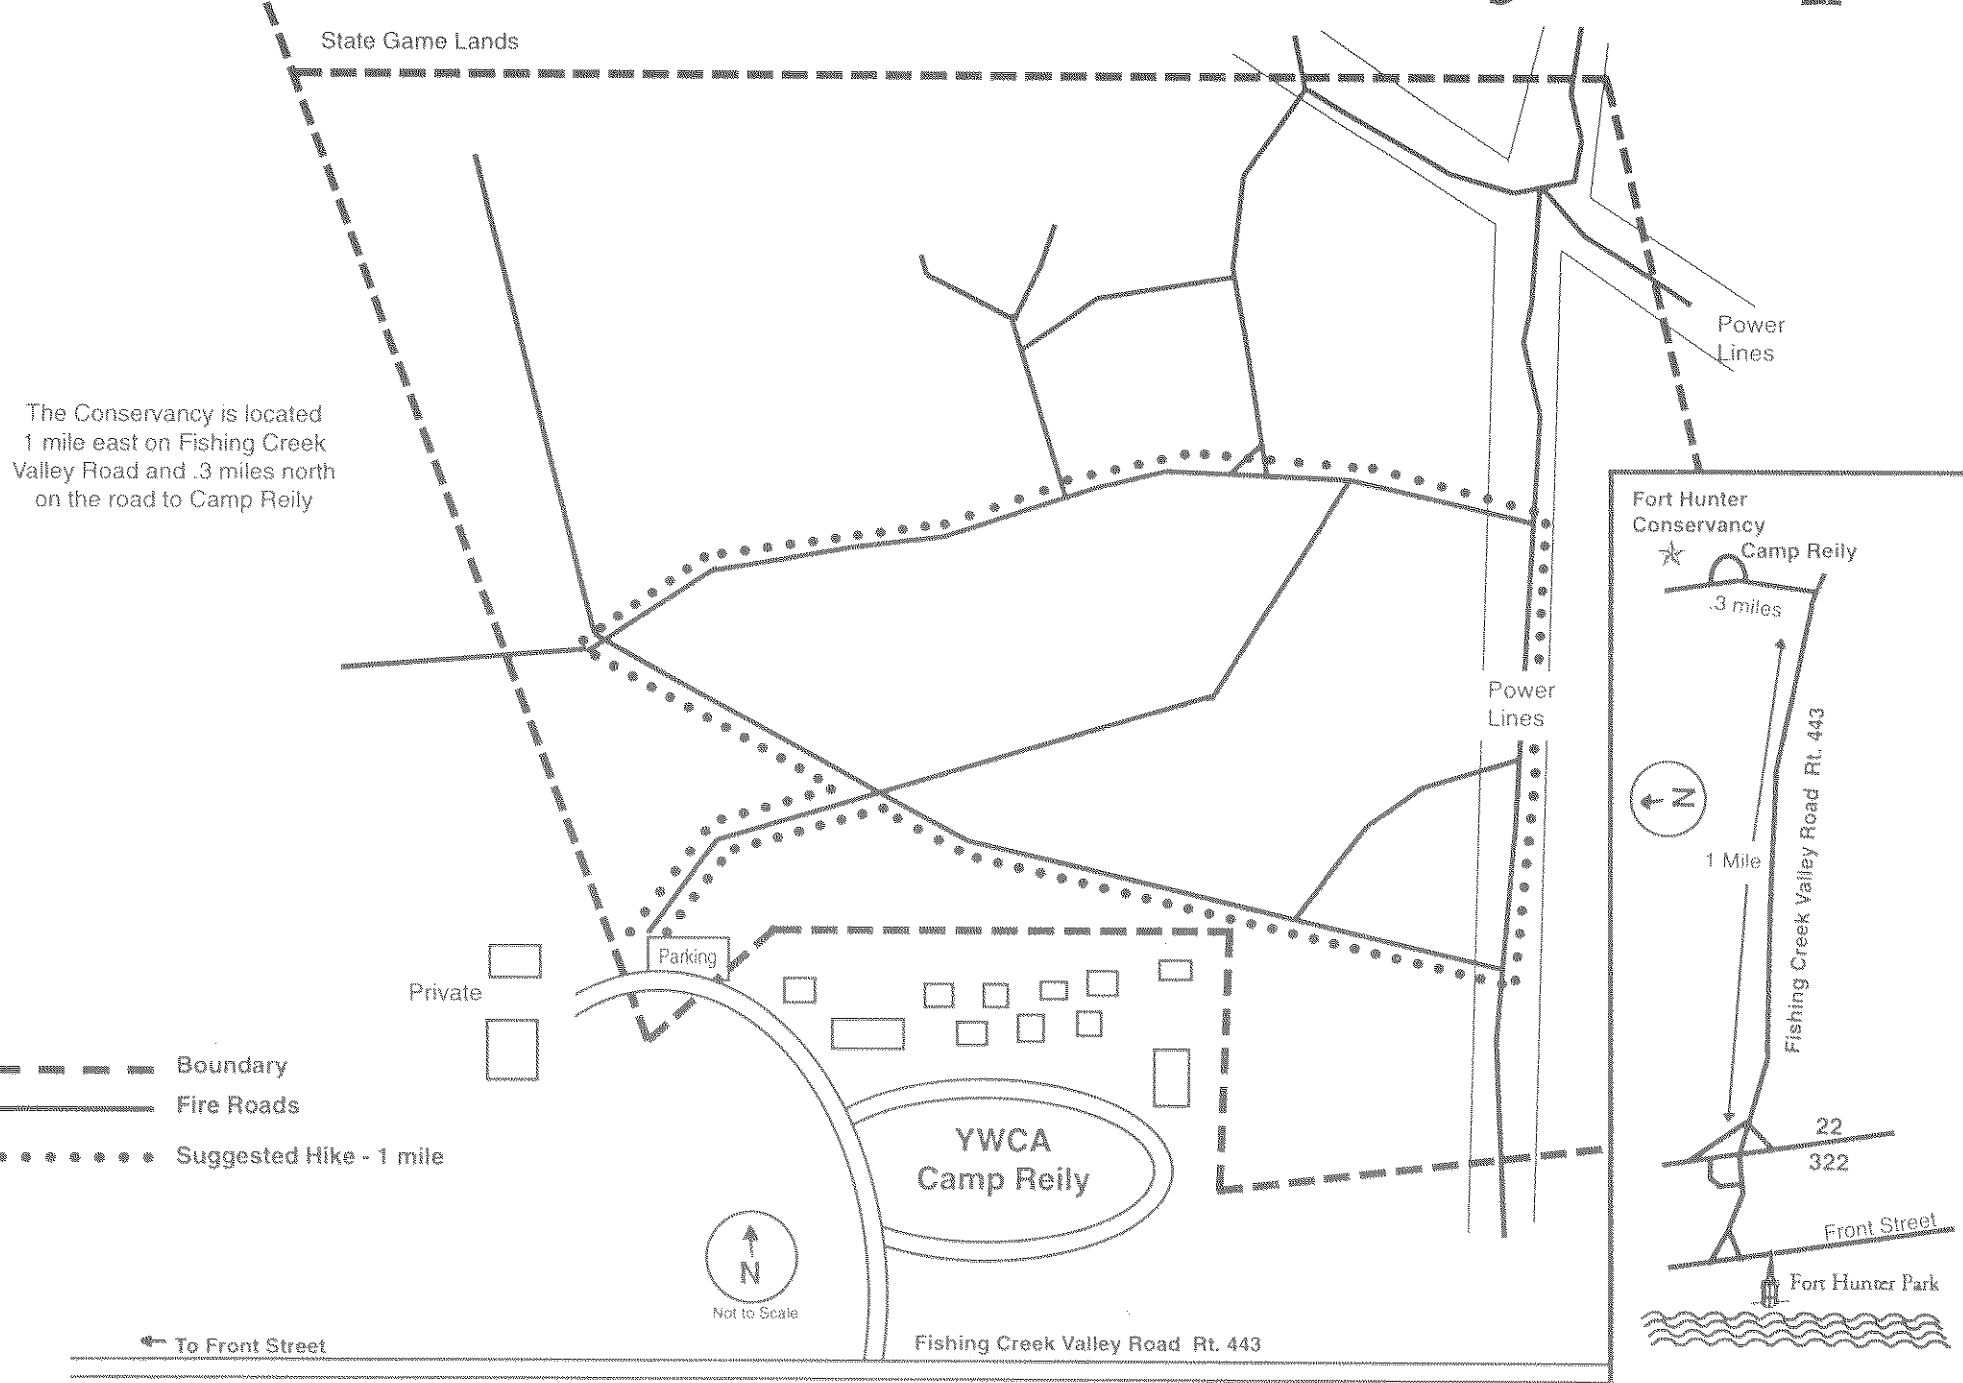 State Game Lands
The Conservancy is located
1 mile east on Fishing Creek
Valley Road and .3 miles north
on the road to Camp Reily
Power
Lines
Power
Lines
Parking
Private
Boundary
Fire Roads
Suggested Hike - 1 mile
YWCA
Camp Reily
N
Not to Scale
To Front Street
Fishing Creek Valley Road Rt. 443
Fort Hunter
Conservancy
Camp Reily
.3 miles
N
1 Mile
Fishing Creek Valley Road Rt. 443
22
322
Front Street
Fort Hunter Park